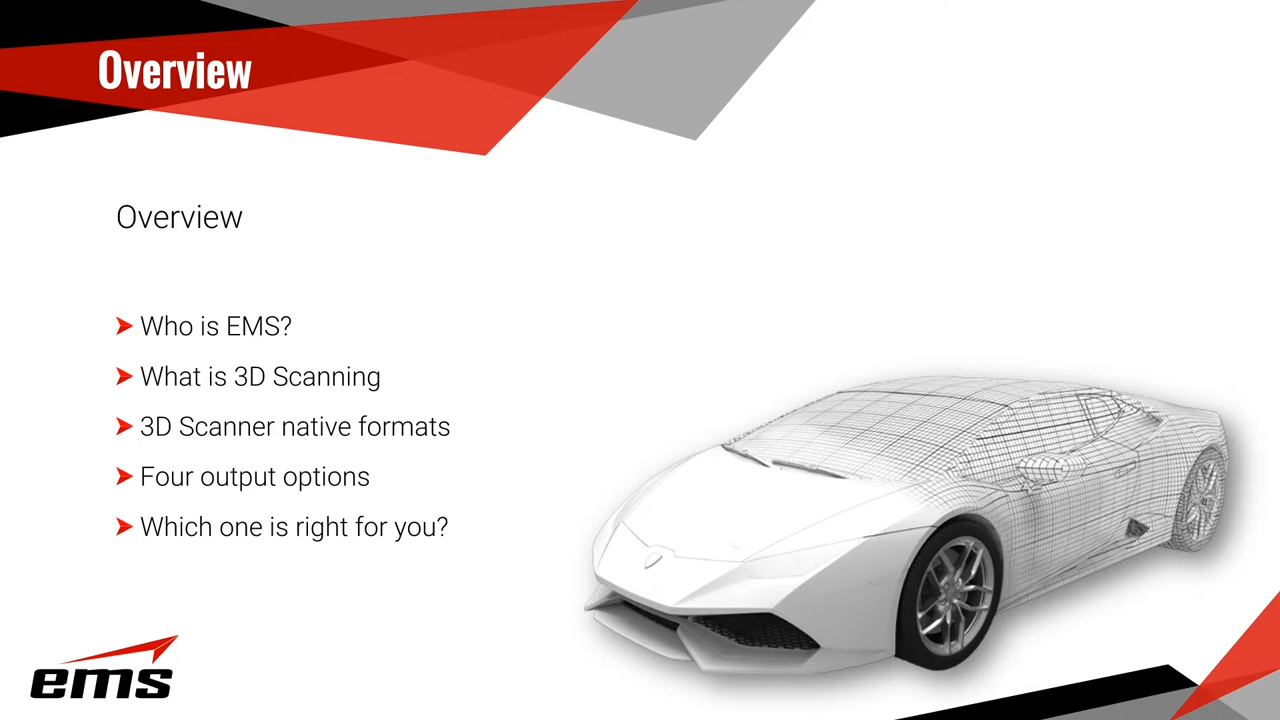 Overview
Overview
Who is EMS?
What is 3D Scanning
3D Scanner native formats
Four output options
Which one is right for you?
ems